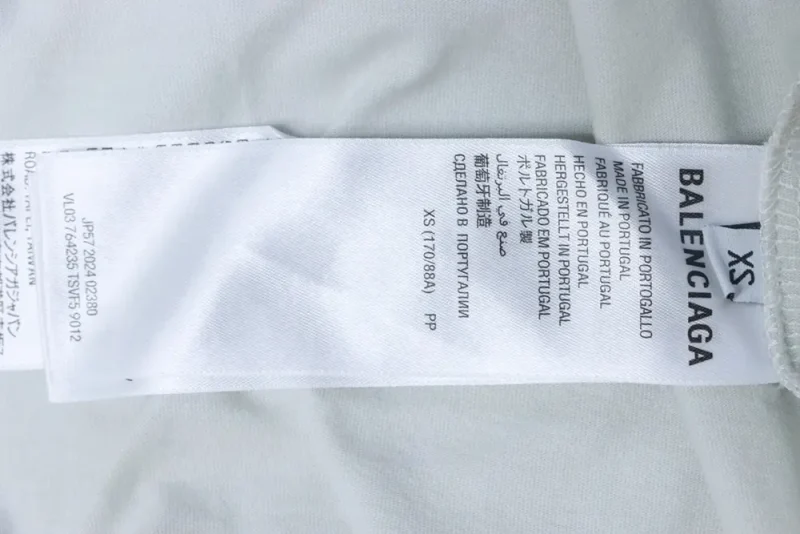 BALENCIAGA
XS
FABBRICATO IN PORTOGALLO
MADE IN PORTUGAL
FABRIQUÉ AU PORTUGAL
HECHO EN PORTUGAL
HERGESTELLT IN PORTUGAL
FABRICADO EM PORTUGAL
ポルトガル製
صنع في البرتغال
葡萄牙制造
СДЕЛАНО В ПОРТУГАЛИИ
XS (170/88A) PP
JP57 2024 02380
VL03 764235 TSVF5 9012
TAIWAN
株式会社バレンシアガジャパン